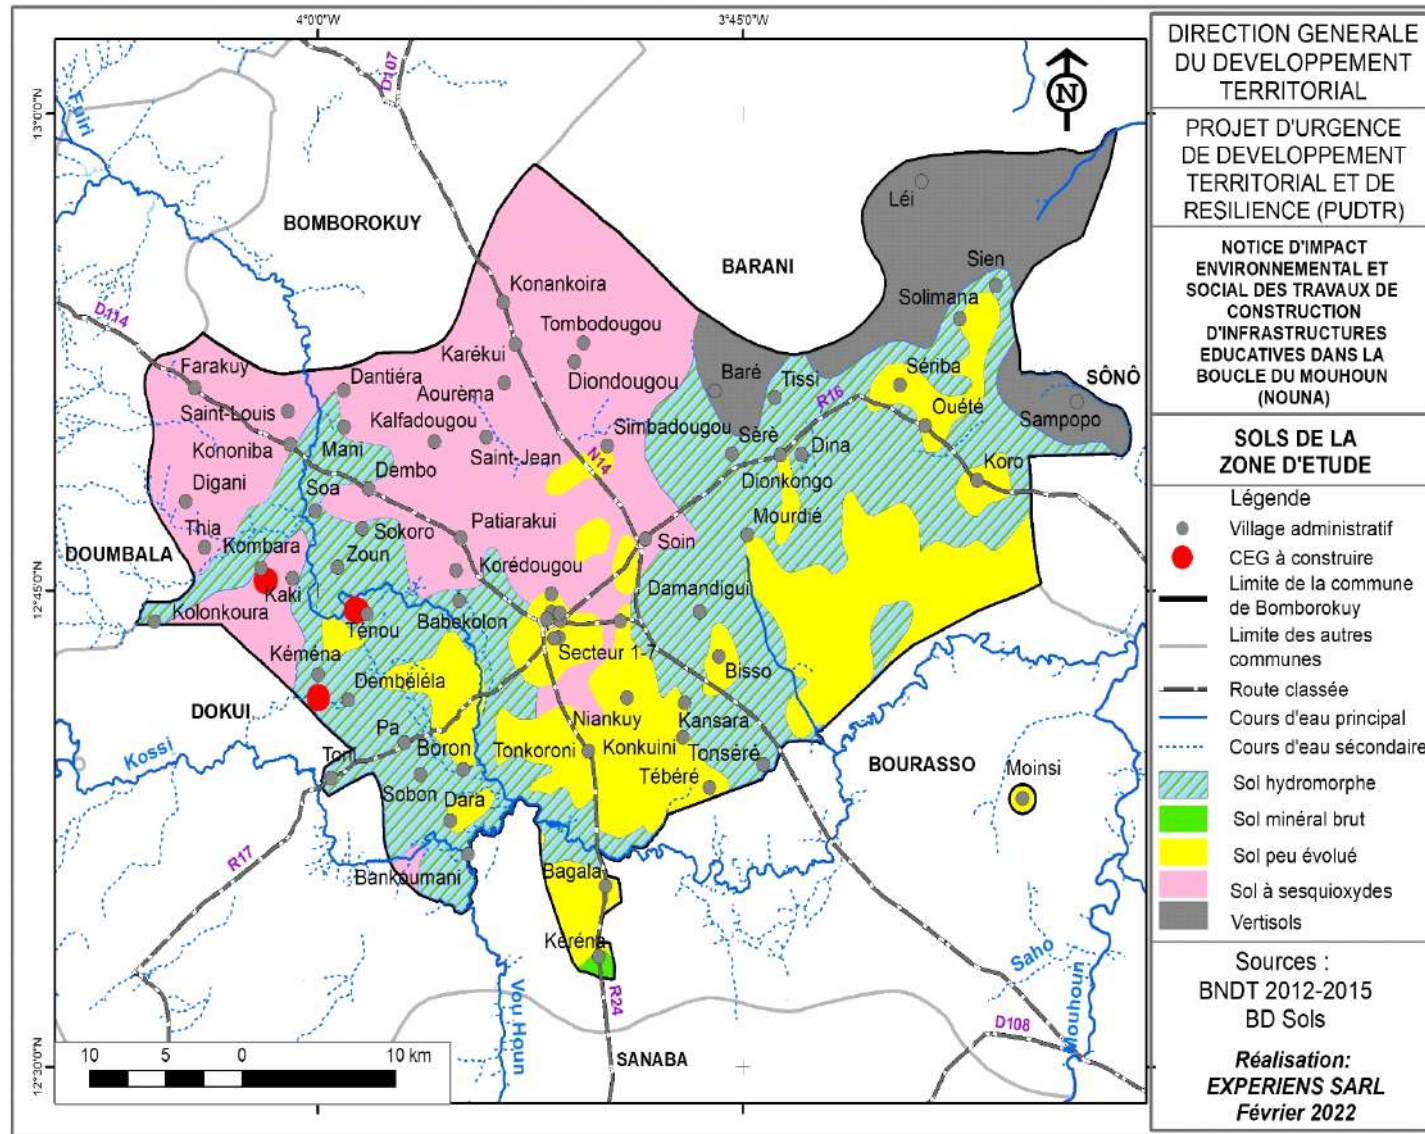 4°0'0"W
3°45'0"W
13°0'0"N
12°45'0"N
12°30'0"N
D107
Fuiri
N
BOMBOROKUY
Léi
BARANI
Sien
Solimana
Konankoira
D114
Tombodougou
Karékui
Farakuy
Dantiéra
Aourèma
Diondougou
Baré
Tissi
Sériba
SÔNÔ
R16
Saint-Louis
Kalfadougou
Ouété
Sampopo
Simbadougou
Kononiba
Mani
Saint-Jean
N14
Sèrè
Dina
Koro
Dembo
Dionkongo
Digani
Soa
Thia
Sokoro
Patiarakui
Mourdié
DOUMBALA
Kombara
Zoun
Soin
Korédougou
Kaki
Damandigui
Kolonkoura
Ténou
Babekolon
Secteur 1-7
Bisso
Kéména
Dembéléla
DOKUI
Niankuy
Kansara
Pa
Boron
Tonkoroni
Konkuini
Tonséré
Kossi
Toni
BOURASSO
Moinsi
Sobon
Dara
Tébéré
R17
Bankoumani
Bagala
Kéréna
Saho
Vou Houn
R24
Mouhoun
D108
SANABA
10 5 0 10 km
DIRECTION GENERALE
DU DEVELOPPEMENT
TERRITORIAL
PROJET D'URGENCE
DE DEVELOPPEMENT
TERRITORIAL ET DE
RESILIENCE (PUDTR)
NOTICE D'IMPACT
ENVIRONNEMENTAL ET
SOCIAL DES TRAVAUX DE
CONSTRUCTION
D'INFRASTRUCTURES
EDUCATIVES DANS LA
BOUCLE DU MOUHOUN
(NOUNA)
SOLS DE LA
ZONE D'ETUDE
Légende
Village administratif
CEG à construire
Limite de la commune
de Bomborokuy
Limite des autres
communes
Route classée
Cours d'eau principal
Cours d'eau sécondaire
Sol hydromorphe
Sol minéral brut
Sol peu évolué
Sol à sesquioxydes
Vertisols
Sources :
BNDT 2012-2015
BD Sols
Réalisation:
EXPERIENS SARL
Février 2022